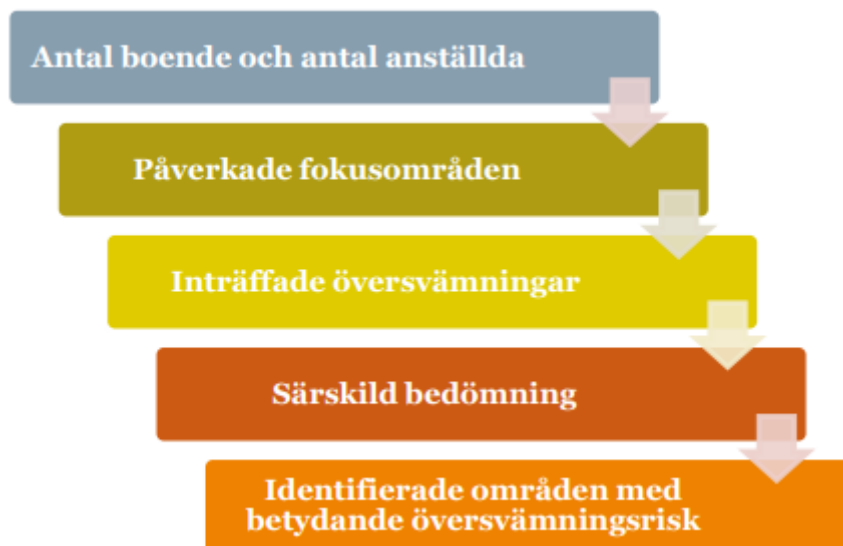 Antal boende och antal anställda
Påverkade fokusområden
Inträffade översvämningar
Särskild bedömning
Identifierade områden med
betydande översvämningsrisk